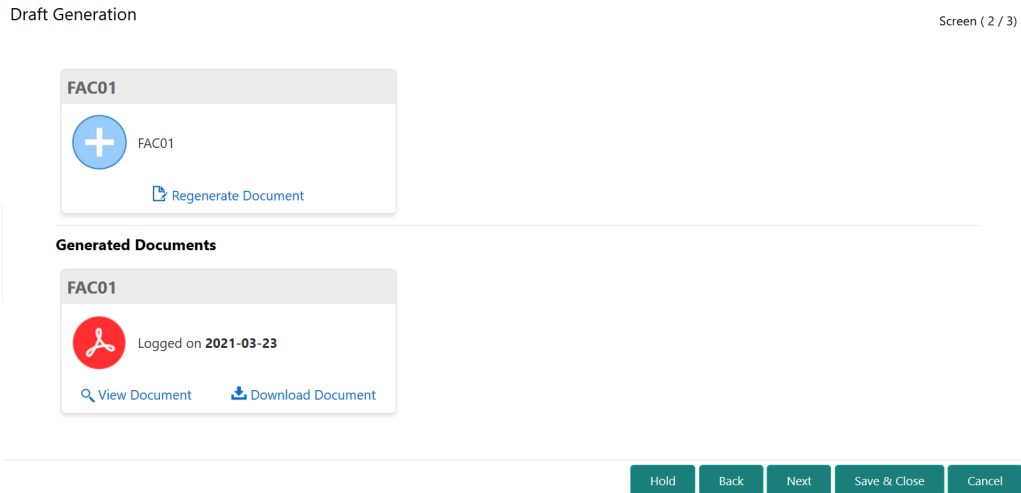 Draft Generation
Screen ( 2 / 3)
FAC01
FAC01
Regenerate Document
Generated Documents
FAC01
Logged on 2021-03-23
View Document Download Document
Hold Back Next Save & Close Cancel